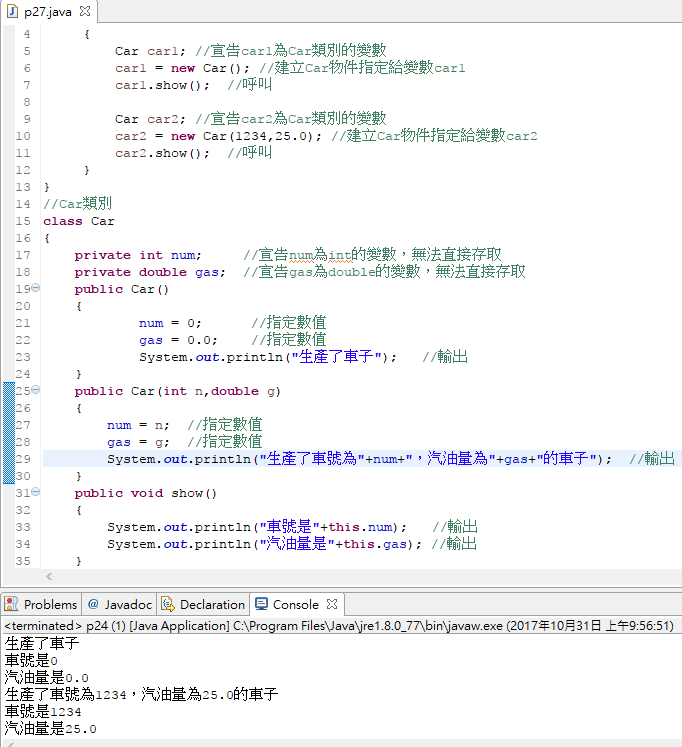 p27.java
4 {
5 Car car1; //宣告car1為Car類別的變數
6 car1 = new Car(); //建立Car物件指定給變數car1
7 car1.show(); //呼叫
8
9 Car car2; //宣告car2為Car類別的變數
10 car2 = new Car(1234,25.0); //建立Car物件指定給變數car2
11 car2.show(); //呼叫
12 }
13 }
14 //Car類別
15 class Car
16 {
17 private int num; //宣告num為int的變數，無法直接存取
18 private double gas; //宣告gas為double的變數，無法直接存取
19 public Car()
20 {
21 num = 0; //指定數值
22 gas = 0.0; //指定數值
23 System.out.println("生產了車子"); //輸出
24 }
25 public Car(int n,double g)
26 {
27 num = n; //指定數值
28 gas = g; //指定數值
29 System.out.println("生產了車號為"+num+"，汽油量為"+gas+"的車子"); //輸出
30 }
31 public void show()
32 {
33 System.out.println("車號是"+this.num); //輸出
34 System.out.println("汽油量是"+this.gas); //輸出
35 }
Problems @ Javadoc Declaration Console
<terminated> p24 (1) [Java Application] C:\Program Files\Java\jre1.8.0_77\bin\javaw.exe (2017年10月31日 上午9:56:51)
生產了車子
車號是0
汽油量是0.0
生產了車號為1234，汽油量為25.0的車子
車號是1234
汽油量是25.0